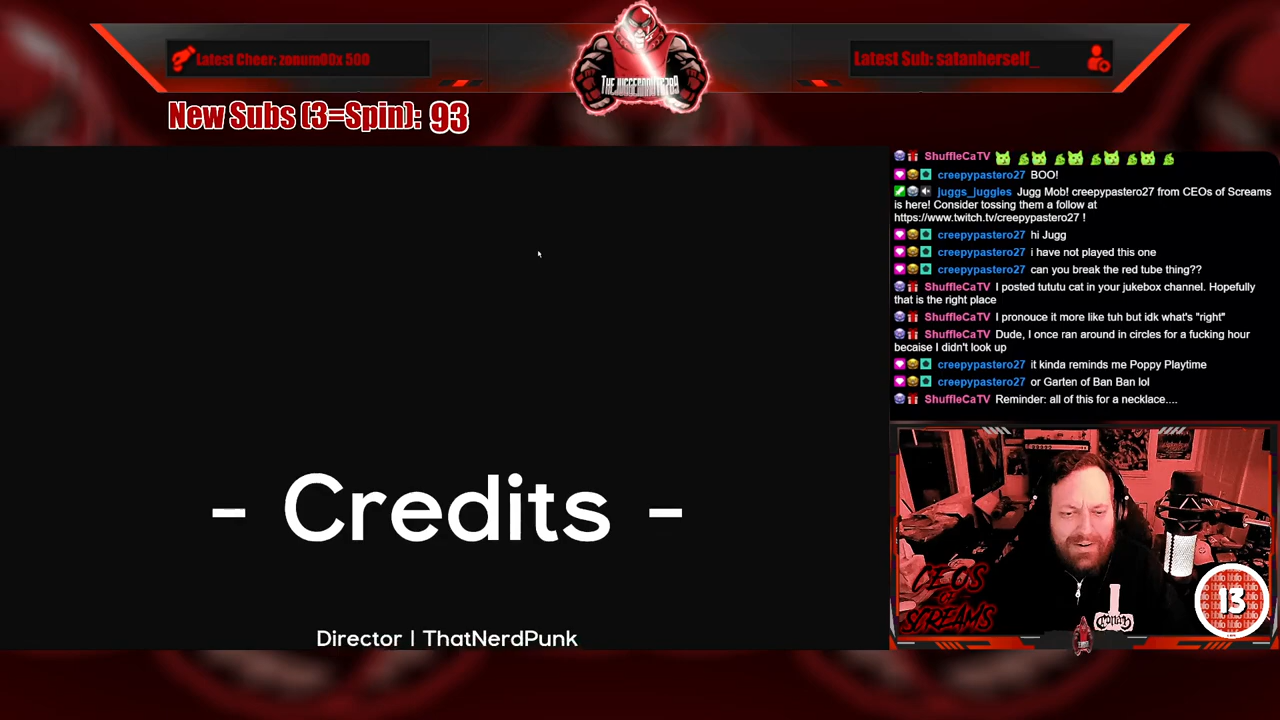 Latest Cheer: zonum00x 500
THEJUGGERNAUT6789
Latest Sub: satanherself_
New Subs (3=Spin): 93
ShuffleCaTV
creepypastero27 BOO!
juggs_juggles Jugg Mob! creepypastero27 from CEOs of Screams
is here! Consider tossing them a follow at
https://www.twitch.tv/creepypastero27 !
creepypastero27 hi Jugg
creepypastero27 i have not played this one
creepypastero27 can you break the red tube thing??
ShuffleCaTV I posted tututu cat in your jukebox channel. Hopefully
that is the right place
ShuffleCaTV I pronouce it more like tuh but idk what's "right"
ShuffleCaTV Dude, I once ran around in circles for a fucking hour
becaise I didn't look up
creepypastero27 it kinda reminds me Poppy Playtime
creepypastero27 or Garten of Ban Ban lol
ShuffleCaTV Reminder: all of this for a necklace....
- Credits -
Director | ThatNerdPunk
CEOS
OF
SCREAMS
13